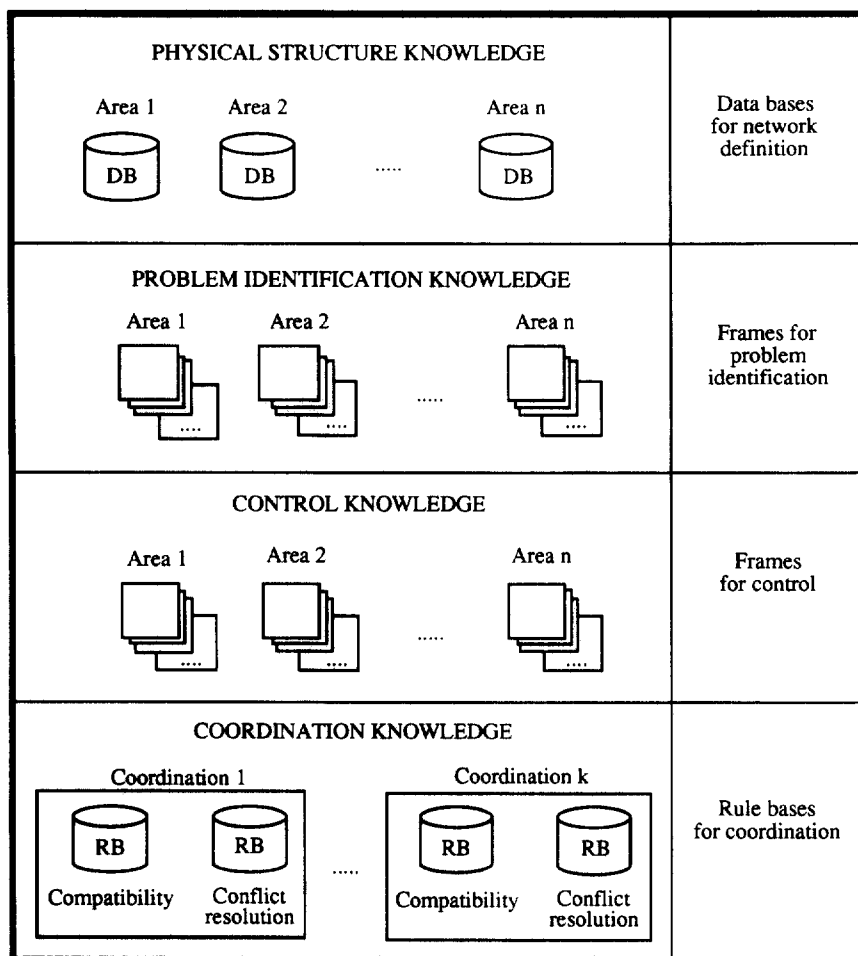 PHYSICAL STRUCTURE KNOWLEDGE
Area 1 Area 2 Area n
DB DB ..... DB
Data bases
for network
definition
PROBLEM IDENTIFICATION KNOWLEDGE
Area 1 Area 2 Area n
.... .... ..... ....
Frames for
problem
identification
CONTROL KNOWLEDGE
Area 1 Area 2 Area n
.... .... ..... ....
Frames
for control
COORDINATION KNOWLEDGE
Coordination 1 Coordination k
RB RB ..... RB RB
Compatibility Conflict resolution Compatibility Conflict resolution
Rule bases
for coordination